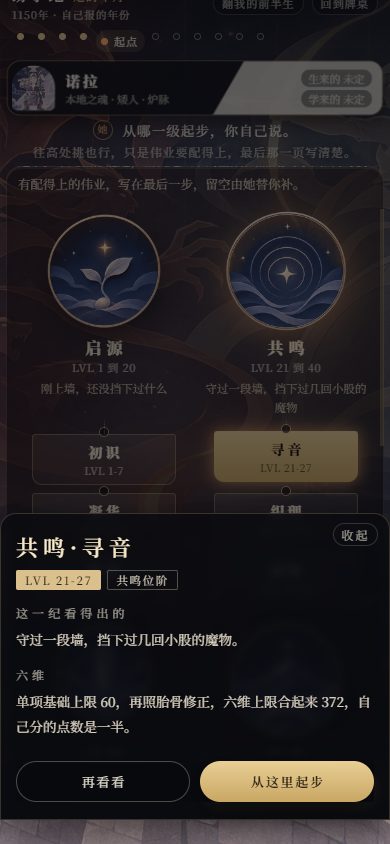 1150年 · 自己报的年份
翻我的前半生
回到牌桌
起点
诺拉
本地之魂 · 矮人 · 炉脉
生来的 未定
学来的 未定
她 从哪一级起步，你自己说。
往高处挑也行，只是伟业要配得上，最后那一页写清楚。
有配得上的伟业，写在最后一步，留空由她替你补。
启源
LVL 1 到 20
刚上墙，还没挡下过什么
共鸣
LVL 21 到 40
守过一段墙，挡下过几回小股的
魔物
初识
LVL 1-7
寻音
LVL 21-27
收起
共鸣·寻音
LVL 21-27
共鸣位阶
这一纪看得出的
守过一段墙，挡下过几回小股的魔物。
六维
单项基础上限 60，再照胎骨修正，六维上限合起来 372，自
己分的点数是一半。
再看看
从这里起步